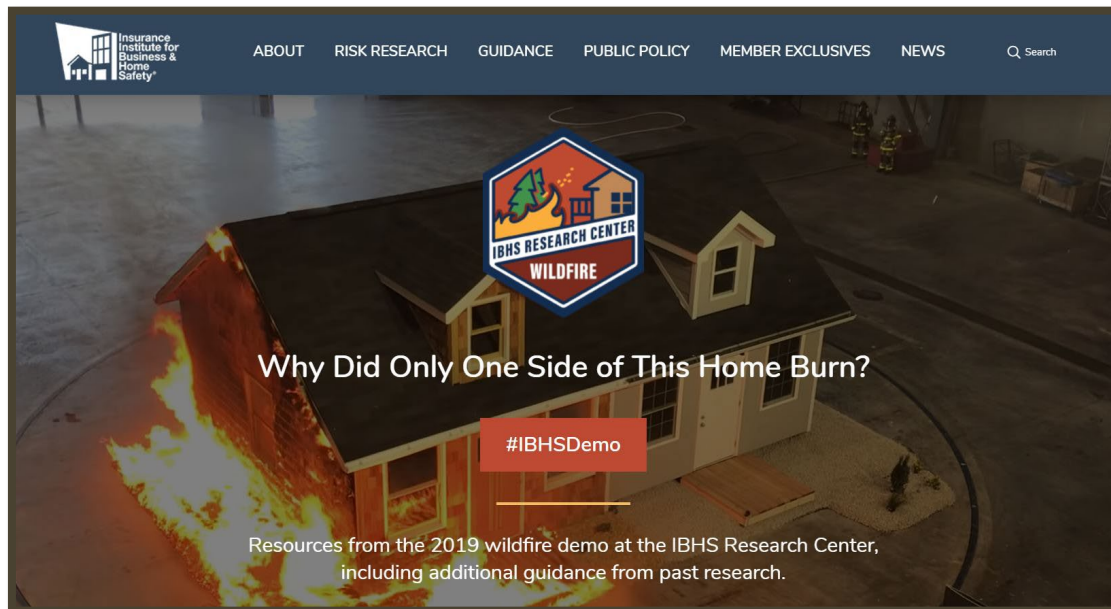 Insurance
Institute for
Business &
Home
Safety®
ABOUT RISK RESEARCH GUIDANCE PUBLIC POLICY MEMBER EXCLUSIVES NEWS Search
IBHS RESEARCH CENTER
WILDFIRE
Why Did Only One Side of This Home Burn?
#IBHSDemo
Resources from the 2019 wildfire demo at the IBHS Research Center,
including additional guidance from past research.